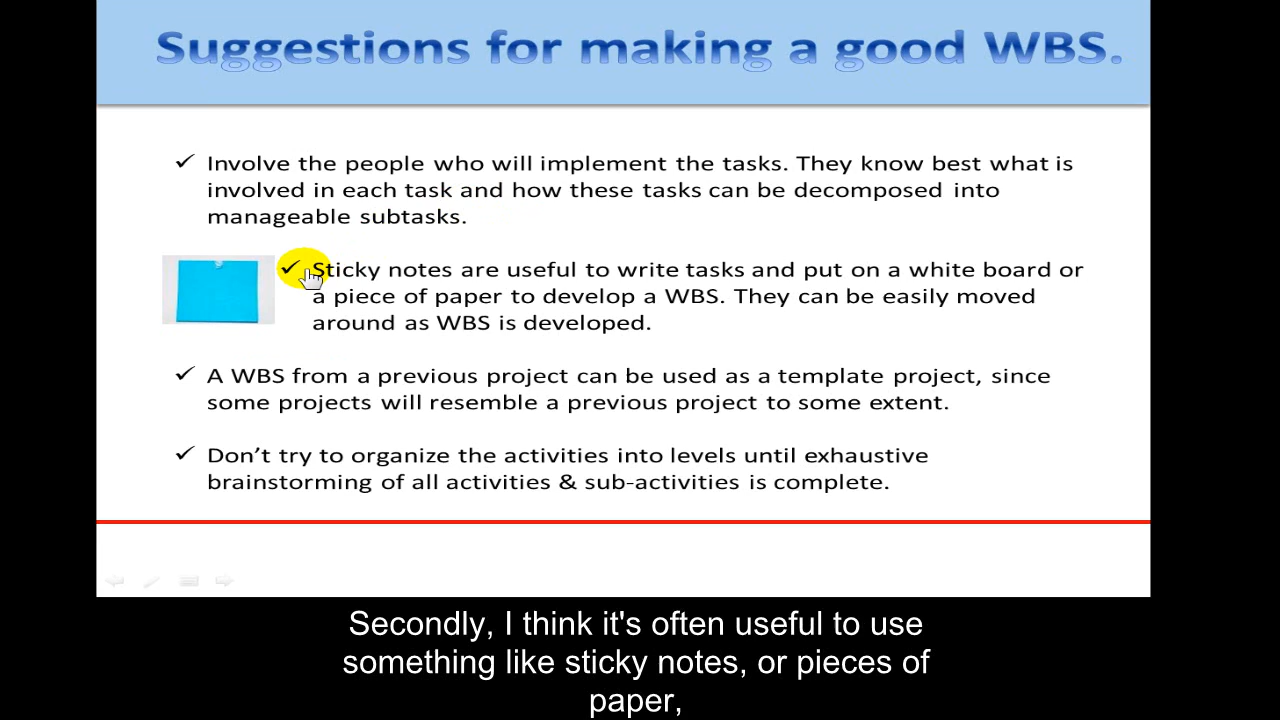 Suggestions for making a good WBS.
✓ Involve the people who will implement the tasks. They know best what is
involved in each task and how these tasks can be decomposed into
manageable subtasks.
✓ Sticky notes are useful to write tasks and put on a white board or
a piece of paper to develop a WBS. They can be easily moved
around as WBS is developed.
✓ A WBS from a previous project can be used as a template project, since
some projects will resemble a previous project to some extent.
✓ Don’t try to organize the activities into levels until exhaustive
brainstorming of all activities & sub-activities is complete.
Secondly, I think it's often useful to use
something like sticky notes, or pieces of
paper,